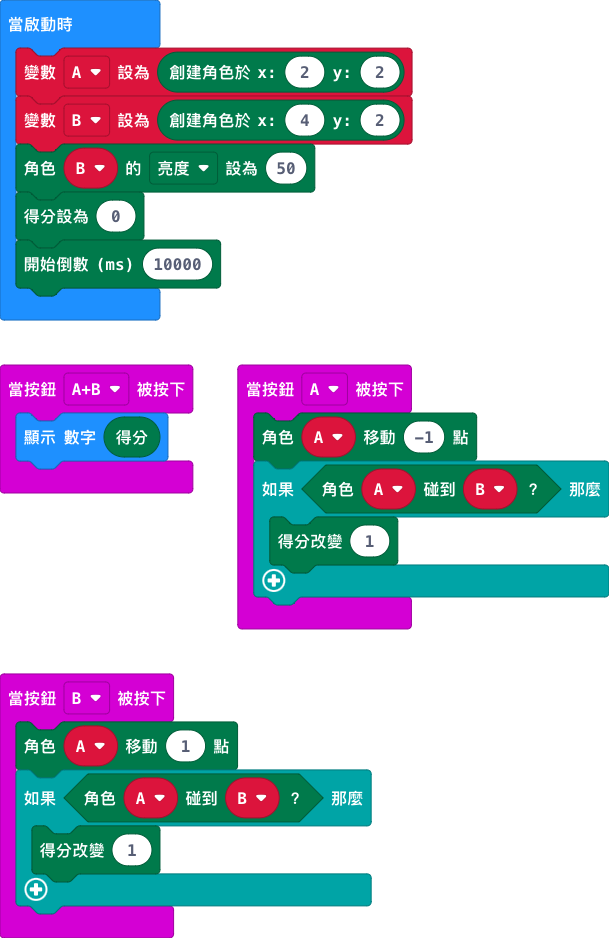 當啟動時
變數 A 設為 創建角色於 x: 2 y: 2
變數 B 設為 創建角色於 x: 4 y: 2
角色 B 的 亮度 設為 50
得分設為 0
開始倒數 (ms) 10000
當按鈕 A+B 被按下
顯示 數字 得分
當按鈕 A 被按下
角色 A 移動 -1 點
如果 角色 A 碰到 B ? 那麼
得分改變 1
當按鈕 B 被按下
角色 A 移動 1 點
如果 角色 A 碰到 B ? 那麼
得分改變 1